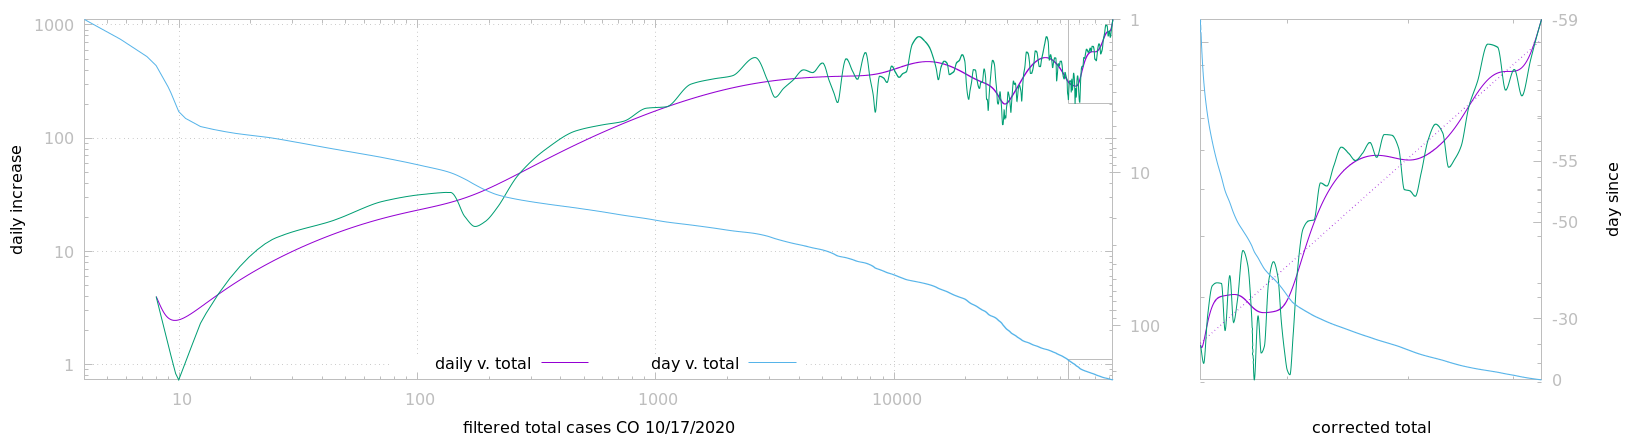 1000
100
10
1
daily increase
10
100
1000
10000
filtered total cases CO 10/17/2020
daily v. total
day v. total
1
10
100
-59
-55
-50
-30
0
day since
corrected total